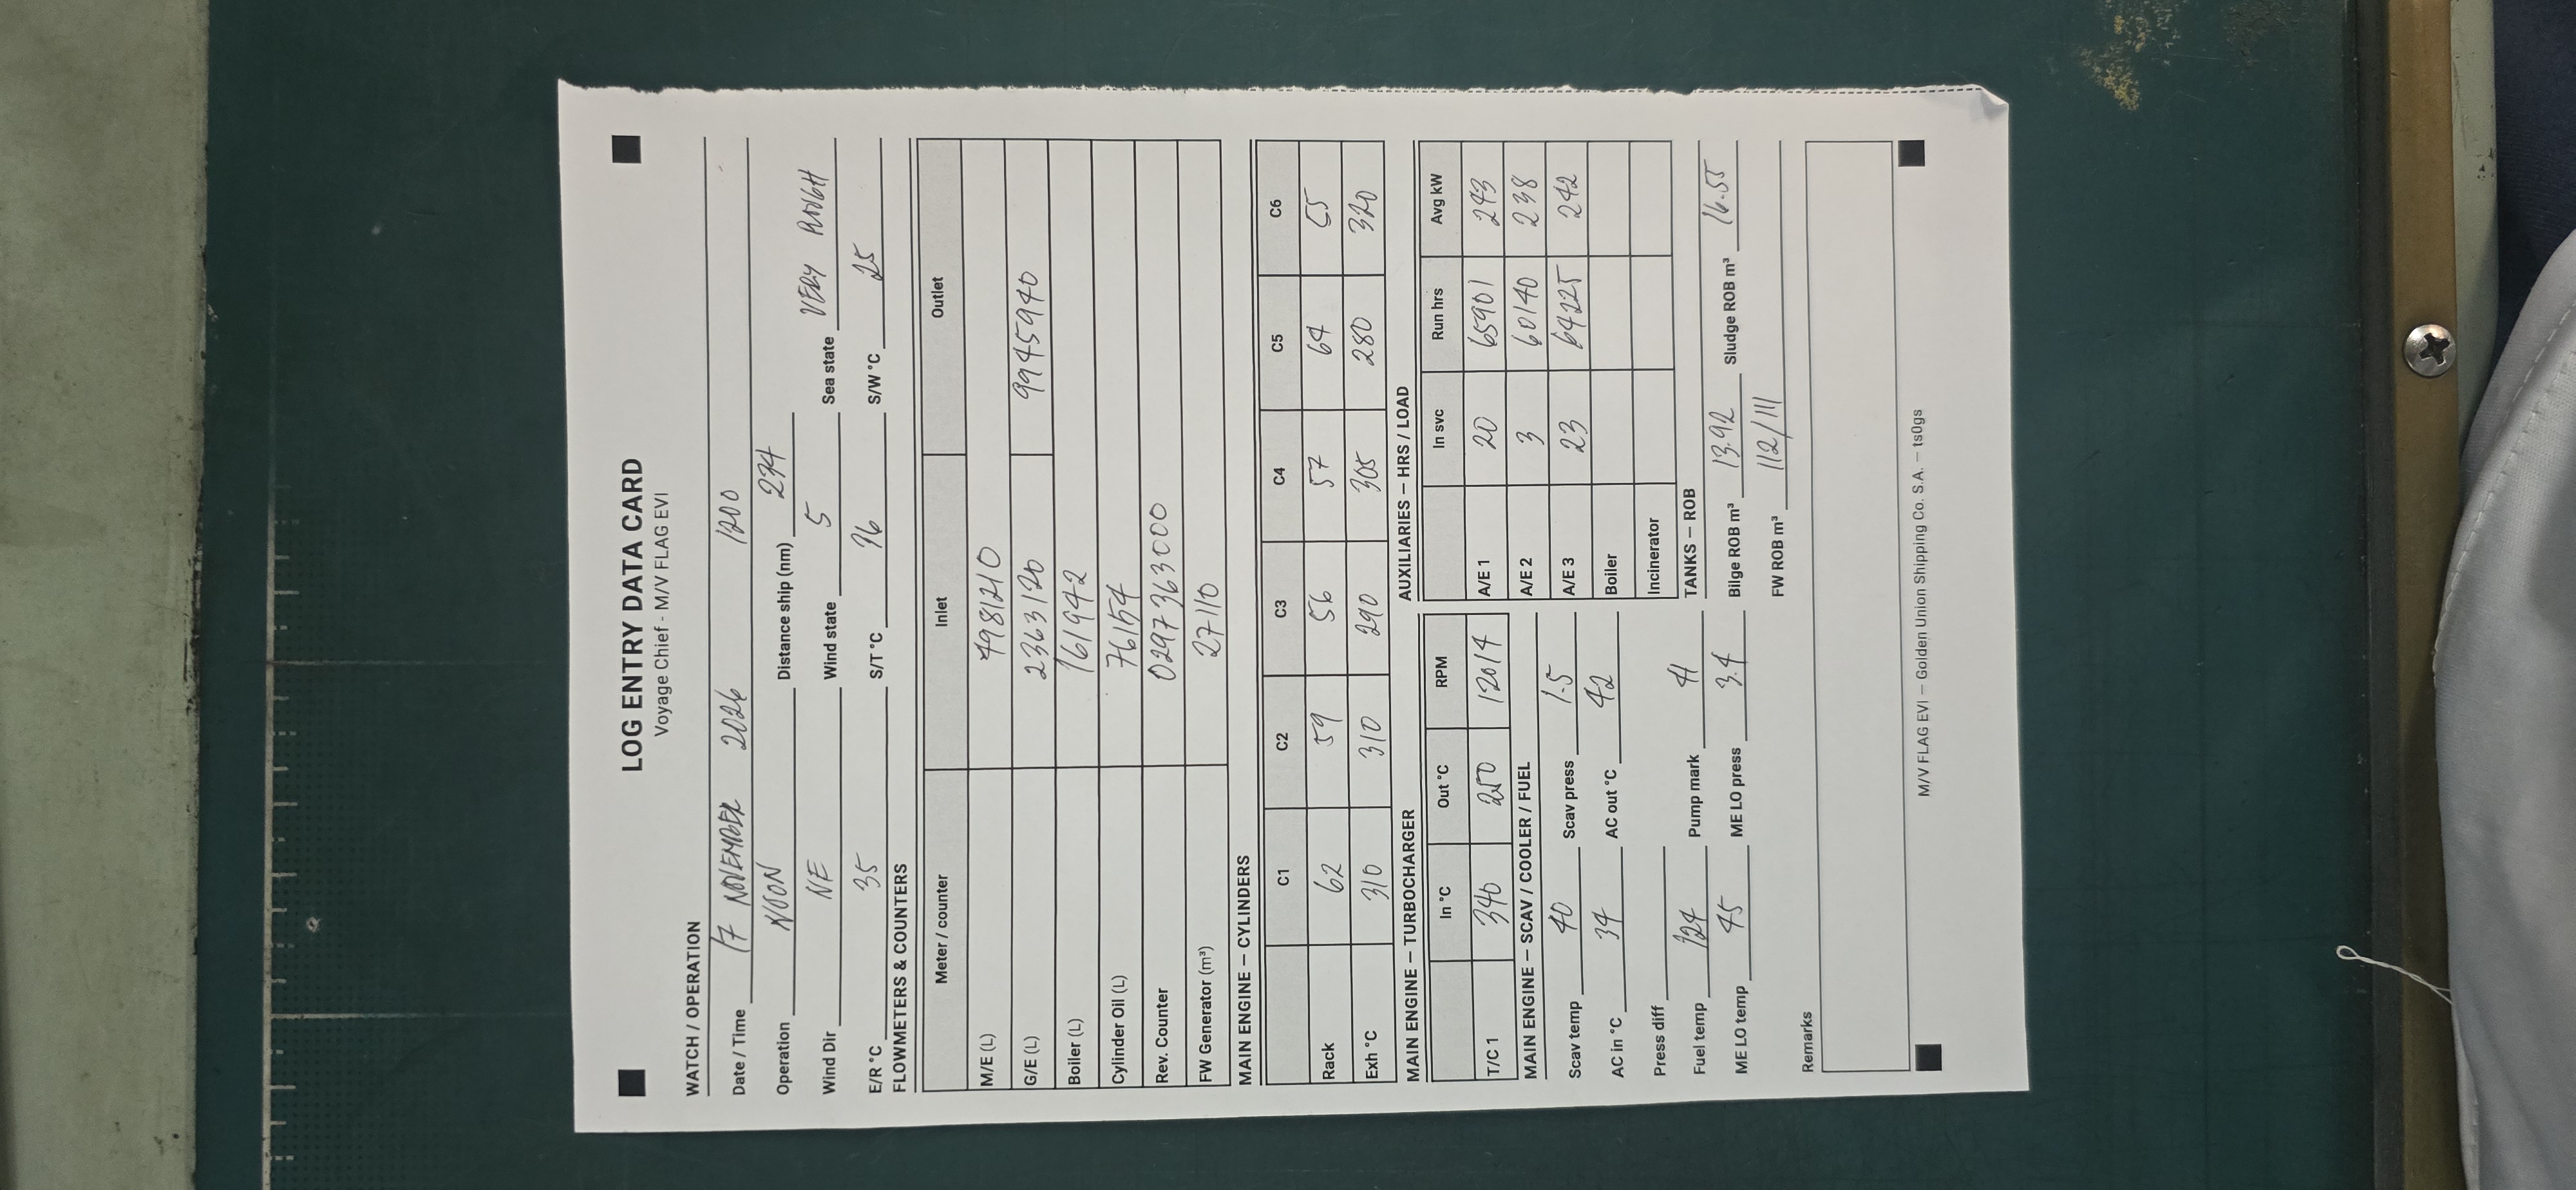 LOG ENTRY DATA CARD
Voyage Chief - M/V FLAG EVI
WATCH / OPERATION
Date / Time 17 NOVEMBER 2026 1200
Operation NOON Distance ship (nm) 234
Wind Dir NE Wind state 5 Sea state VERY ROUGH
E/R °C 35 S/T °C S/W °C 25
FLOWMETERS & COUNTERS
Meter / counter Inlet Outlet
M/E (L) 4981210
G/E (L) 2363120 9945940
Boiler (L) 161942
Cylinder Oil (L) 76154
Rev. Counter 0297363000
FW Generator (m³) 27110
MAIN ENGINE – CYLINDERS
C1 C2 C3 C4 C5 C6
Rack 62 59 56 57 64 65
Exh °C 310 310 290 305 280 320
MAIN ENGINE – TURBOCHARGER
In °C Out °C RPM
T/C 1 340 250 12014
MAIN ENGINE – SCAV / COOLER / FUEL
Scav temp 40 Scav press 1.5
AC in °C 34 AC out °C 42
Press diff
Fuel temp 124 Pump mark 41
ME LO temp 45 ME LO press 3.4
AUXILIARIES – HRS / LOAD
In svc Run hrs Avg kW
A/E 1 20 65901 243
A/E 2 3 60140 238
A/E 3 23 64225 242
Boiler
Incinerator
TANKS – ROB
Bilge ROB m³ 13.92 Sludge ROB m³ 16.55
FW ROB m³ 112/111
Remarks
M/V FLAG EVI – Golden Union Shipping Co. S.A. – ts0gs